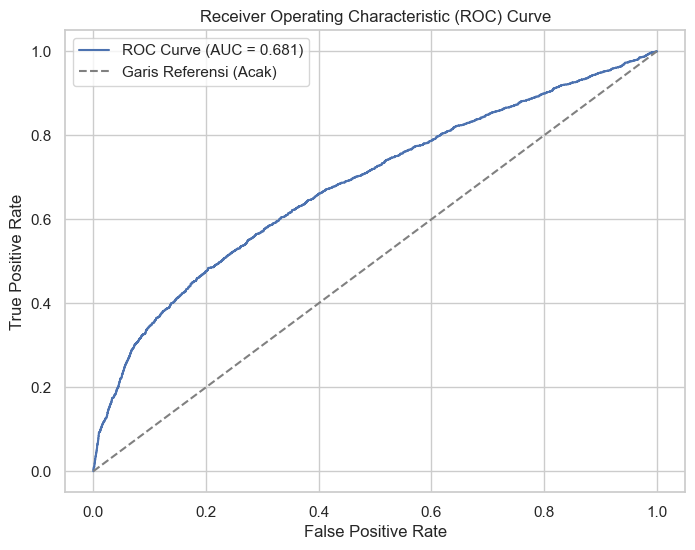 Receiver Operating Characteristic (ROC) Curve
ROC Curve (AUC = 0.681)
Garis Referensi (Acak)
True Positive Rate
1.0
0.8
0.6
0.4
0.2
0.0
0.0 0.2 0.4 0.6 0.8 1.0
False Positive Rate